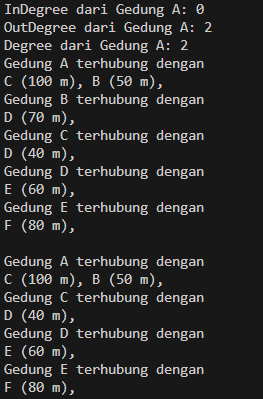 InDegree dari Gedung A: 0
OutDegree dari Gedung A: 2
Degree dari Gedung A: 2
Gedung A terhubung dengan
C (100 m), B (50 m),
Gedung B terhubung dengan
D (70 m),
Gedung C terhubung dengan
D (40 m),
Gedung D terhubung dengan
E (60 m),
Gedung E terhubung dengan
F (80 m),

Gedung A terhubung dengan
C (100 m), B (50 m),
Gedung C terhubung dengan
D (40 m),
Gedung D terhubung dengan
E (60 m),
Gedung E terhubung dengan
F (80 m),